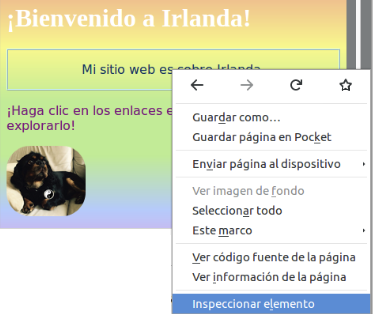 ¡Bienvenido a Irlanda!
Mi sitio web es sobre Irlanda
¡Haga clic en los enlaces e
explorarlo!
Guardar como...
Guardar página en Pocket
Enviar página al dispositivo
Ver imagen de fondo
Seleccionar todo
Este marco
Ver código fuente de la página
Ver información de la página
Inspeccionar elemento